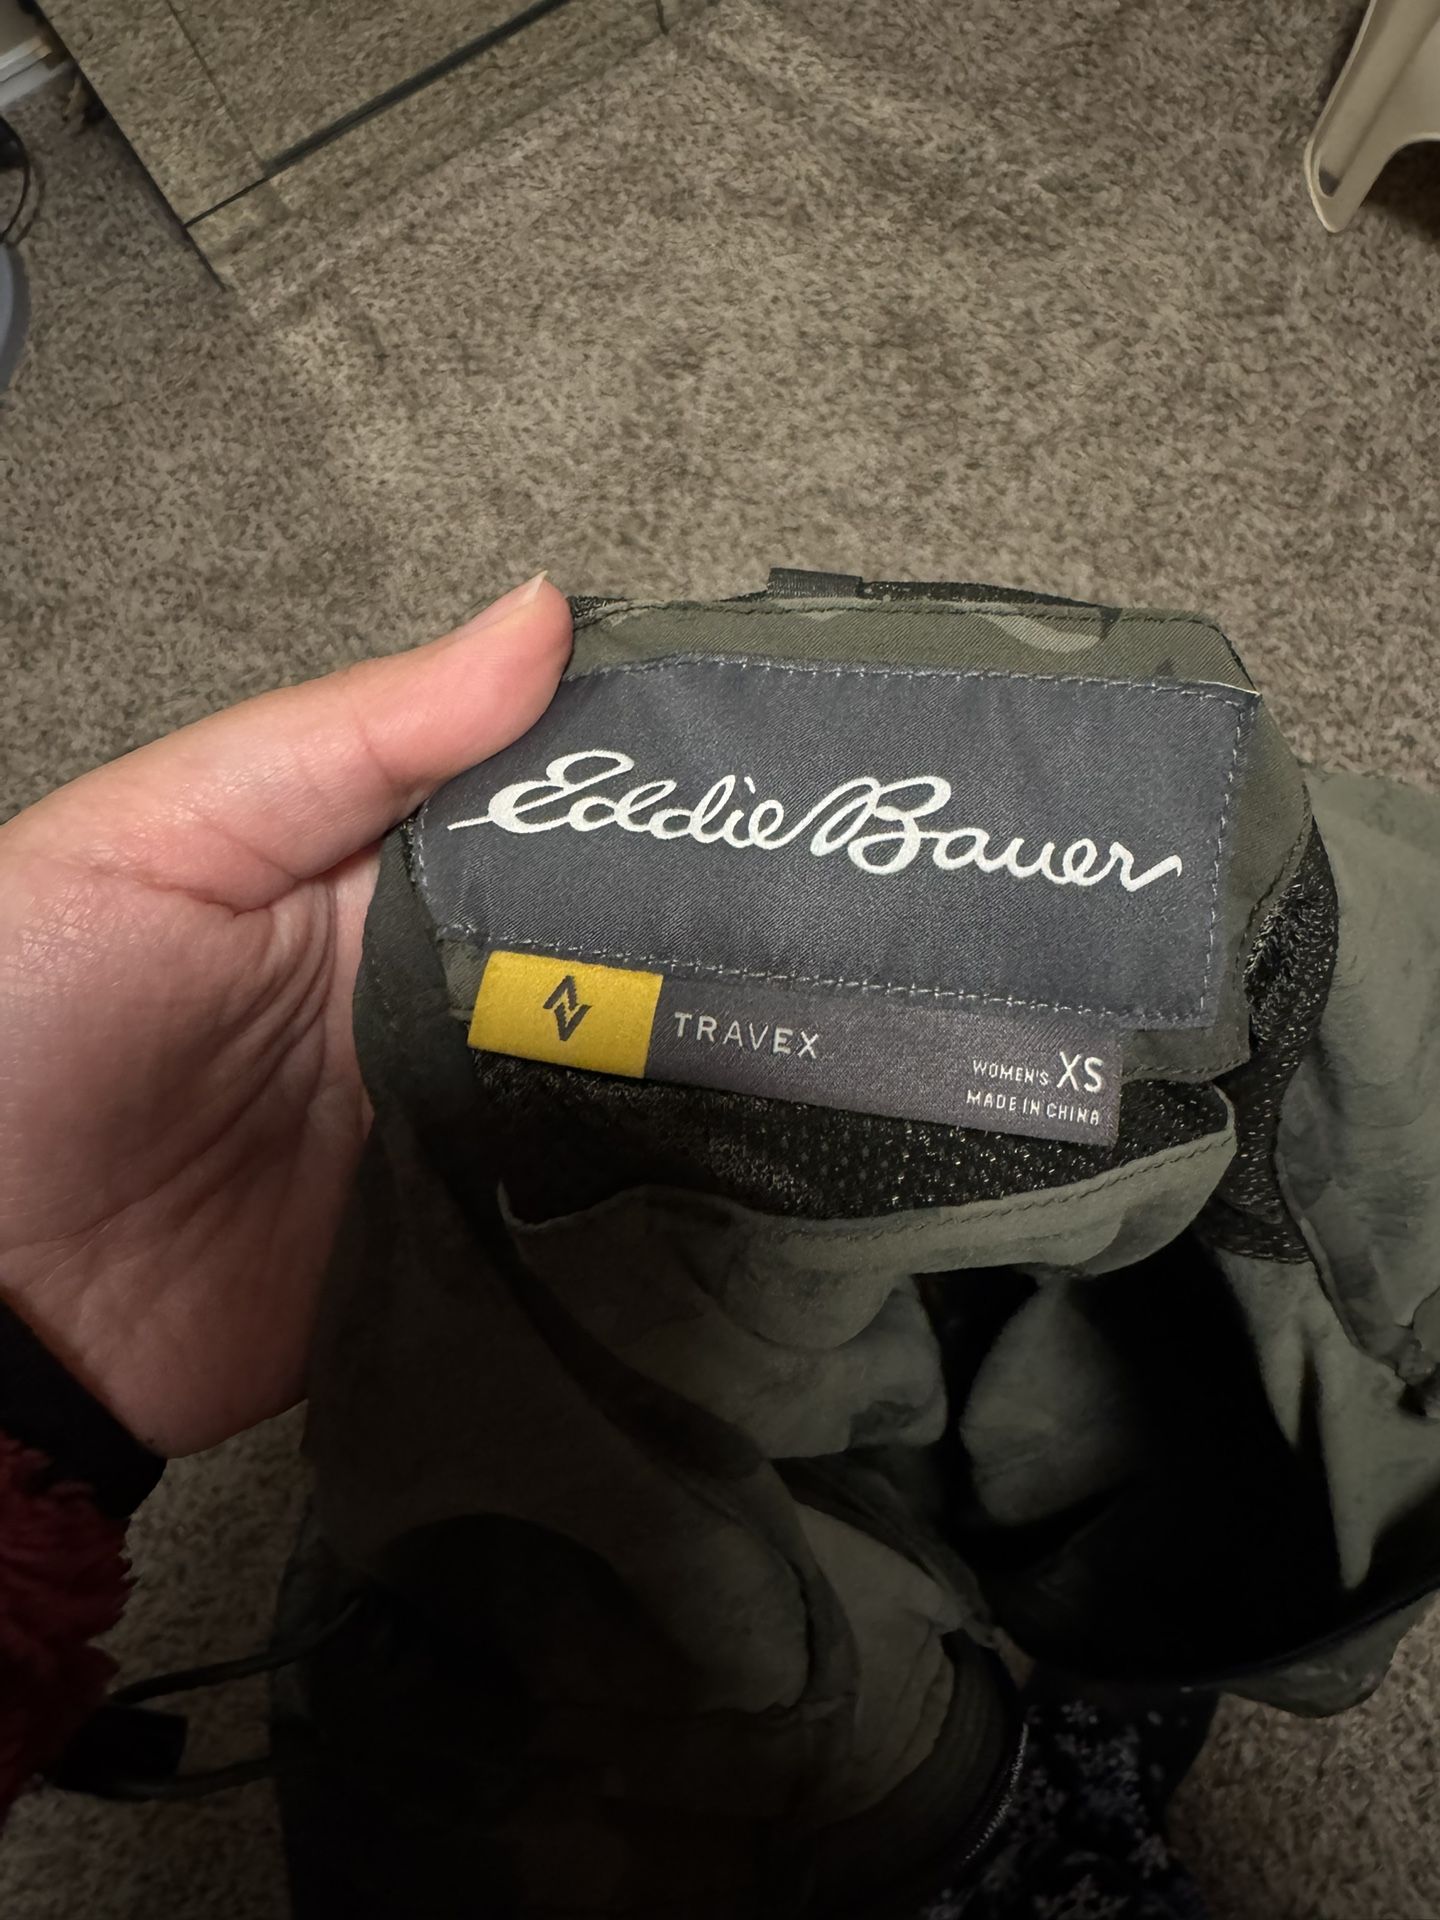 Eddie Bauer
TRAVEX
WOMEN'S XS
MADE IN CHINA